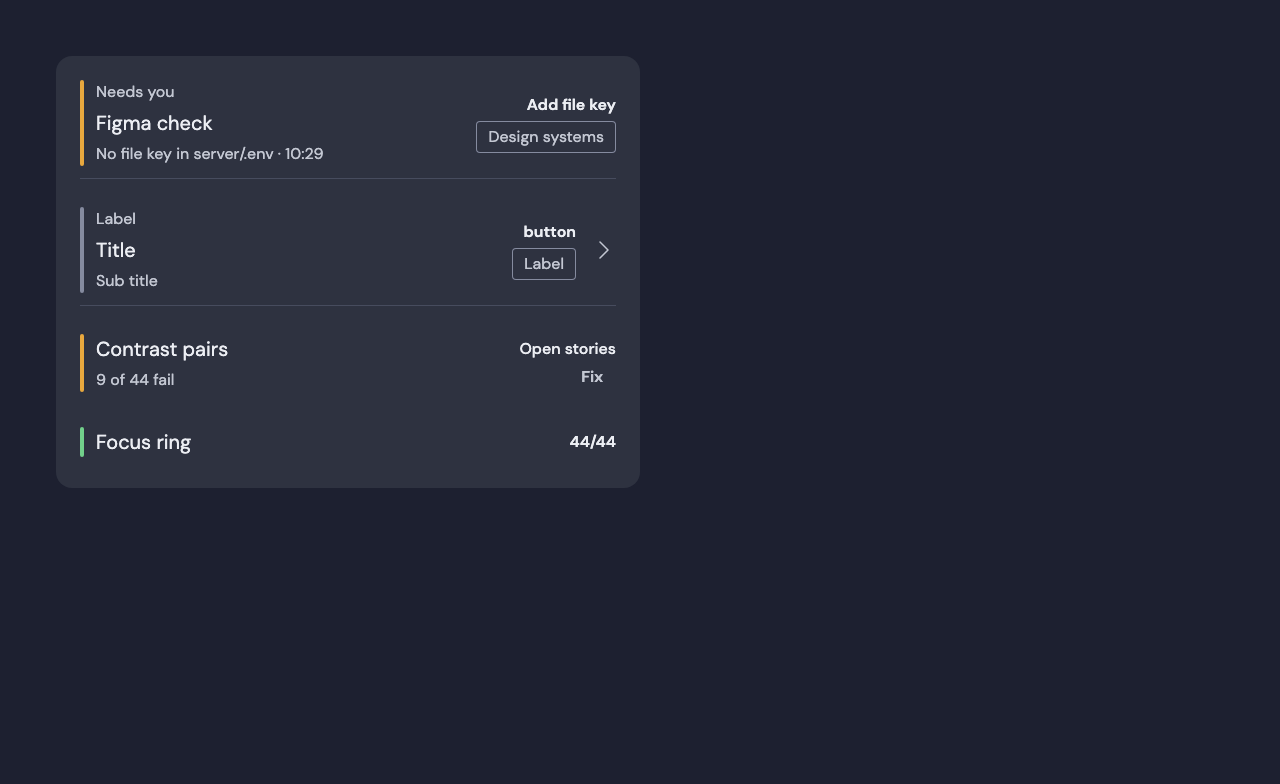 Needs you
Figma check
No file key in server/.env · 10:29
Add file key
Design systems
Label
Title
Sub title
button
Label
Contrast pairs
9 of 44 fail
Open stories
Fix
Focus ring
44/44